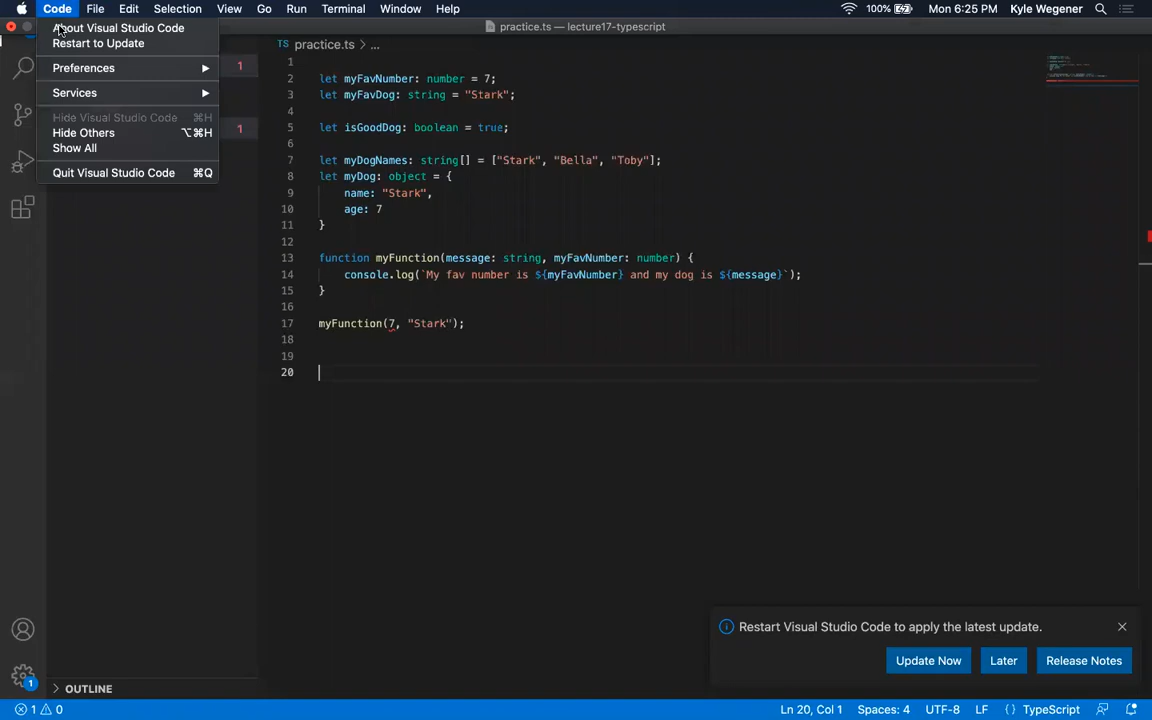 Code File Edit Selection View Go Run Terminal Window Help 100% Mon 6:25 PM Kyle Wegener
About Visual Studio Code
Restart to Update
Preferences
Services
Hide Visual Studio Code ⌘H
Hide Others ⌥⌘H
Show All
Quit Visual Studio Code ⌘Q
1
1
practice.ts — lecture17-typescript
TS practice.ts > ...
1
2 let myFavNumber: number = 7;
3 let myFavDog: string = "Stark";
4
5 let isGoodDog: boolean = true;
6
7 let myDogNames: string[] = ["Stark", "Bella", "Toby"];
8 let myDog: object = {
9 name: "Stark",
10 age: 7
11 }
12
13 function myFunction(message: string, myFavNumber: number) {
14 console.log(`My fav number is ${myFavNumber} and my dog is ${message}`);
15 }
16
17 myFunction(7, "Stark");
18
19
20
Restart Visual Studio Code to apply the latest update.
Update Now Later Release Notes
1
OUTLINE
1 0 Ln 20, Col 1 Spaces: 4 UTF-8 LF {} TypeScript